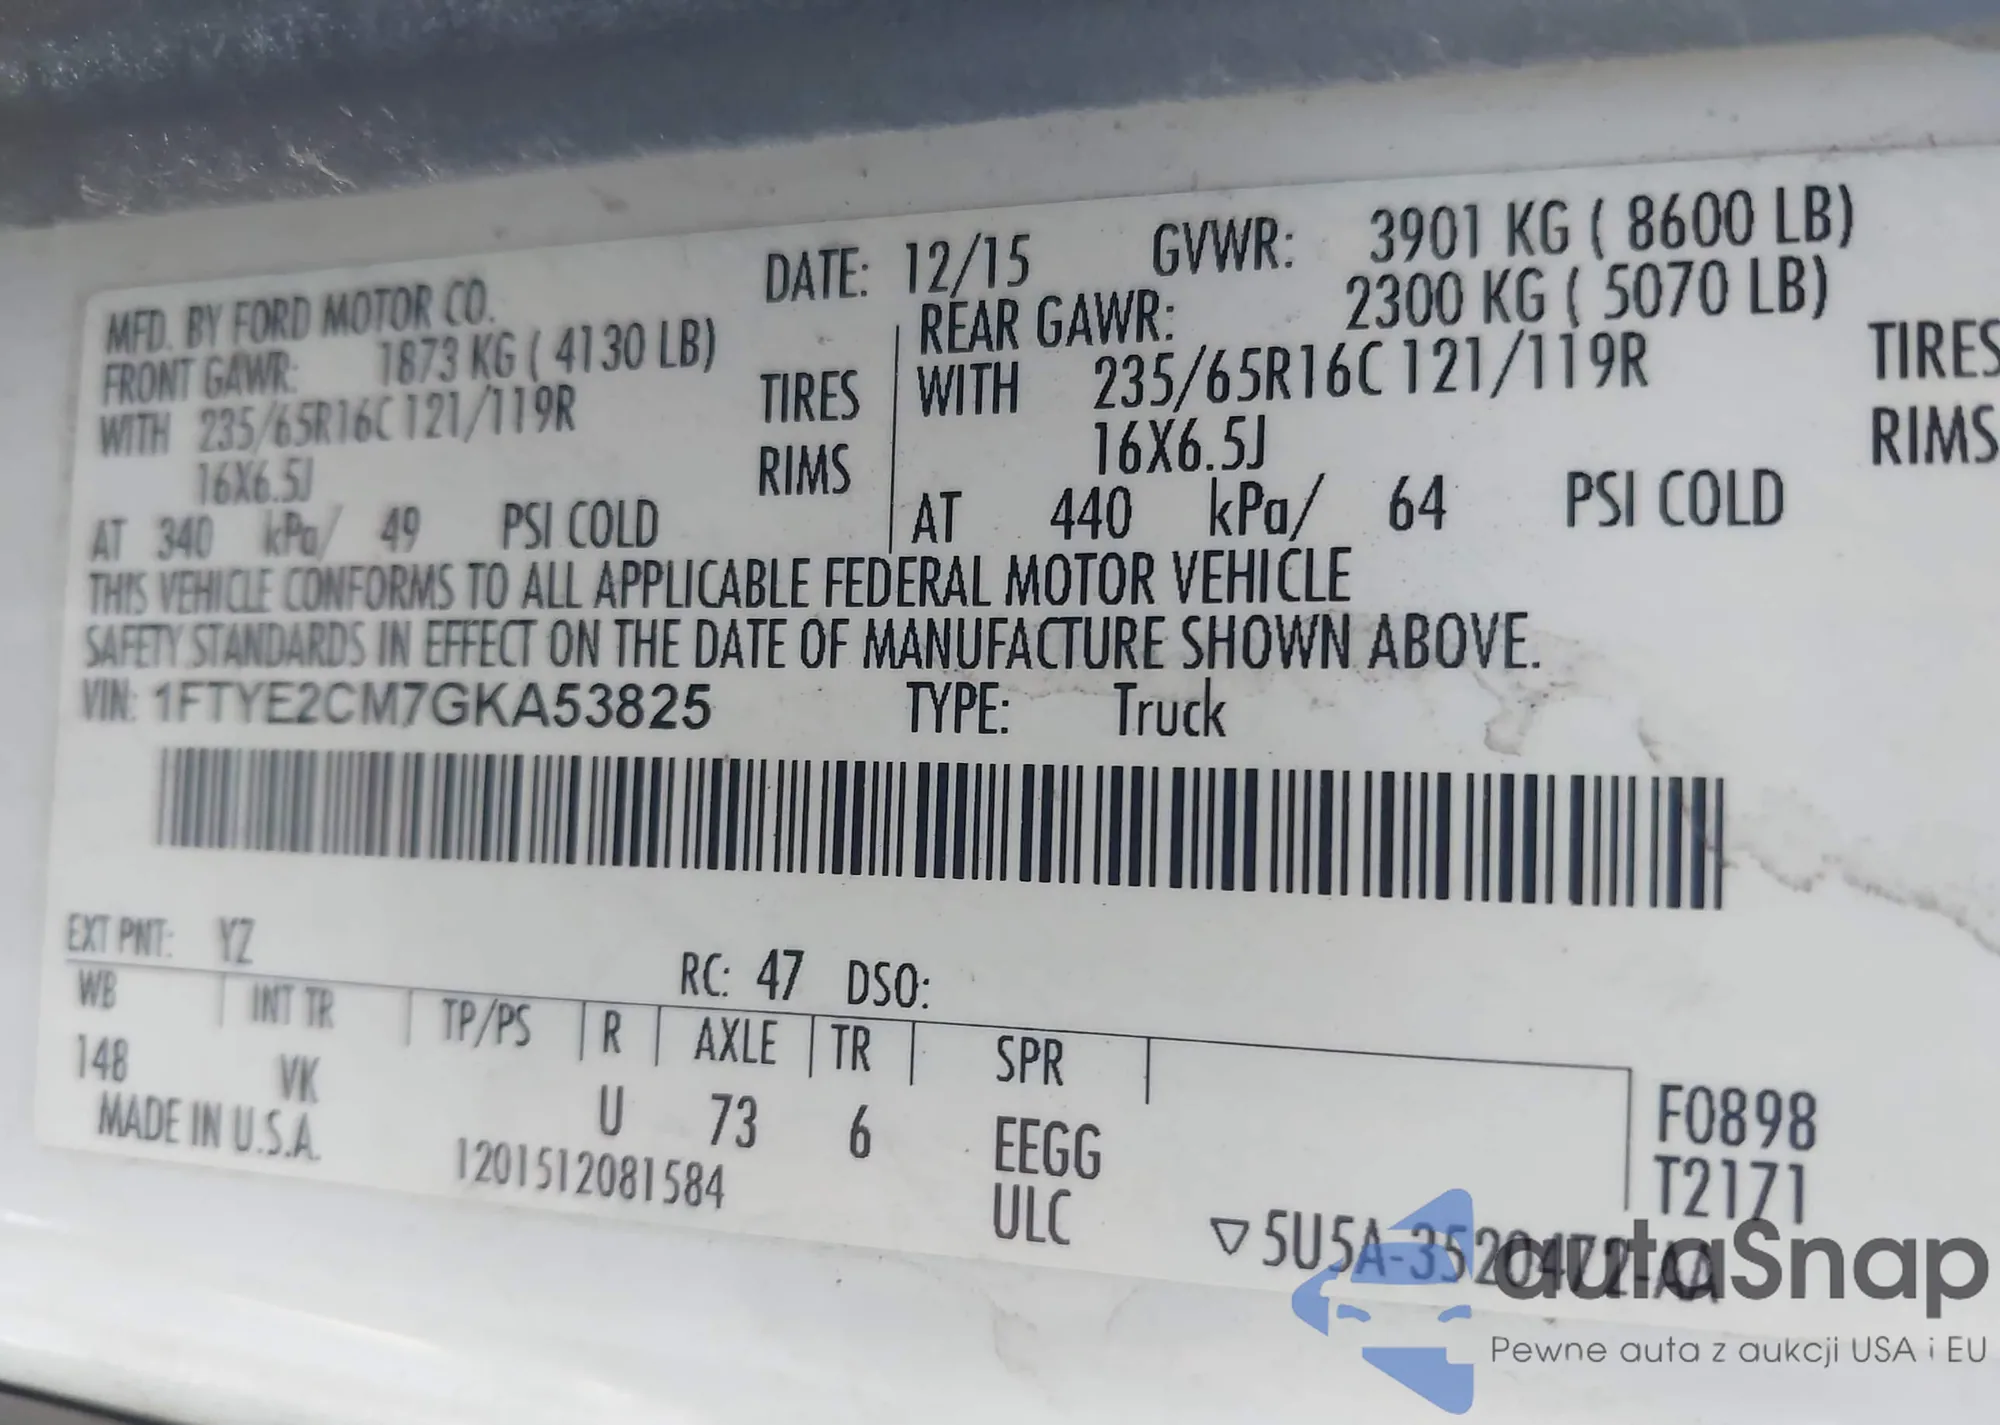 MFD. BY FORD MOTOR CO. DATE: 12/15 GVWR: 3901 KG ( 8600 LB)
FRONT GAWR: 1873 KG ( 4130 LB) REAR GAWR: 2300 KG ( 5070 LB)
WITH 235/65R16C 121/119R TIRES WITH 235/65R16C 121/119R TIRES
16X6.5J RIMS 16X6.5J RIMS
AT 340 kPa/ 49 PSI COLD AT 440 kPa/ 64 PSI COLD
THIS VEHICLE CONFORMS TO ALL APPLICABLE FEDERAL MOTOR VEHICLE
SAFETY STANDARDS IN EFFECT ON THE DATE OF MANUFACTURE SHOWN ABOVE.
VIN: 1FTYE2CM7GKA53825 TYPE: Truck
EXT PNT: YZ RC: 47 DSO:
WB INT TR TP/PS R AXLE TR SPR
148 VK U 73 6 EEGG F0898
MADE IN U.S.A. 1201512081584 ULC T2171
▽5U5A-3520472-AA
autaSnap
Pewne auta z aukcji USA i EU